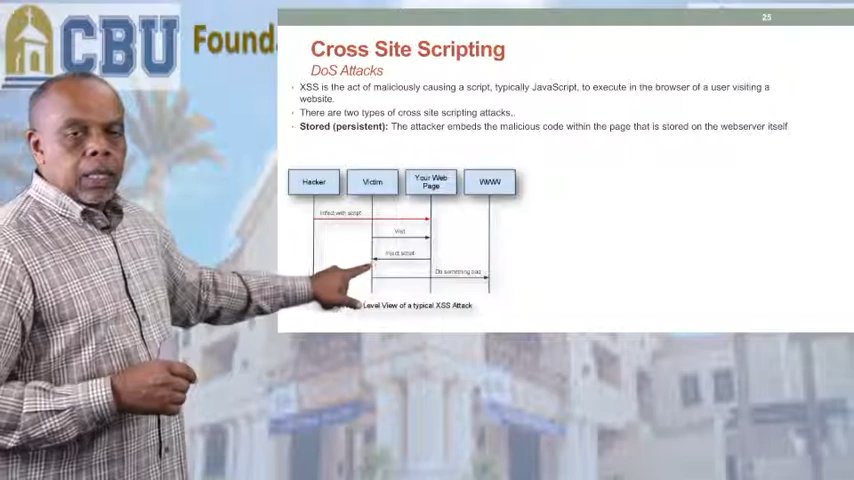 25
CBU
Founda
Cross Site Scripting
DoS Attacks
· XSS is the act of maliciously causing a script, typically JavaScript, to execute in the browser of a user visiting a
website.
· There are two types of cross site scripting attacks,.
· Stored (persistent): The attacker embeds the malicious code within the page that is stored on the webserver itself
Hacker
Victim
Your Web
Page
WWW
Infect with script
Visit
Inject script
Do something bad
Level View of a typical XSS Attack